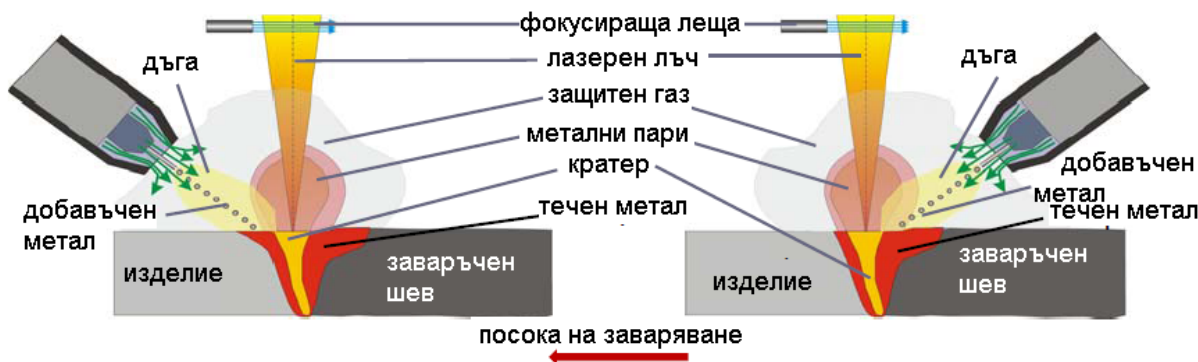 фокусираща леща
дъга
лазерен лъч
дъга
защитен газ
метални пари
кратер
добавъчен
метал
добавъчен
метал
течен метал
течен метал
изделие
заваръчен
шев
изделие
заваръчен
шев
посока на заваряване